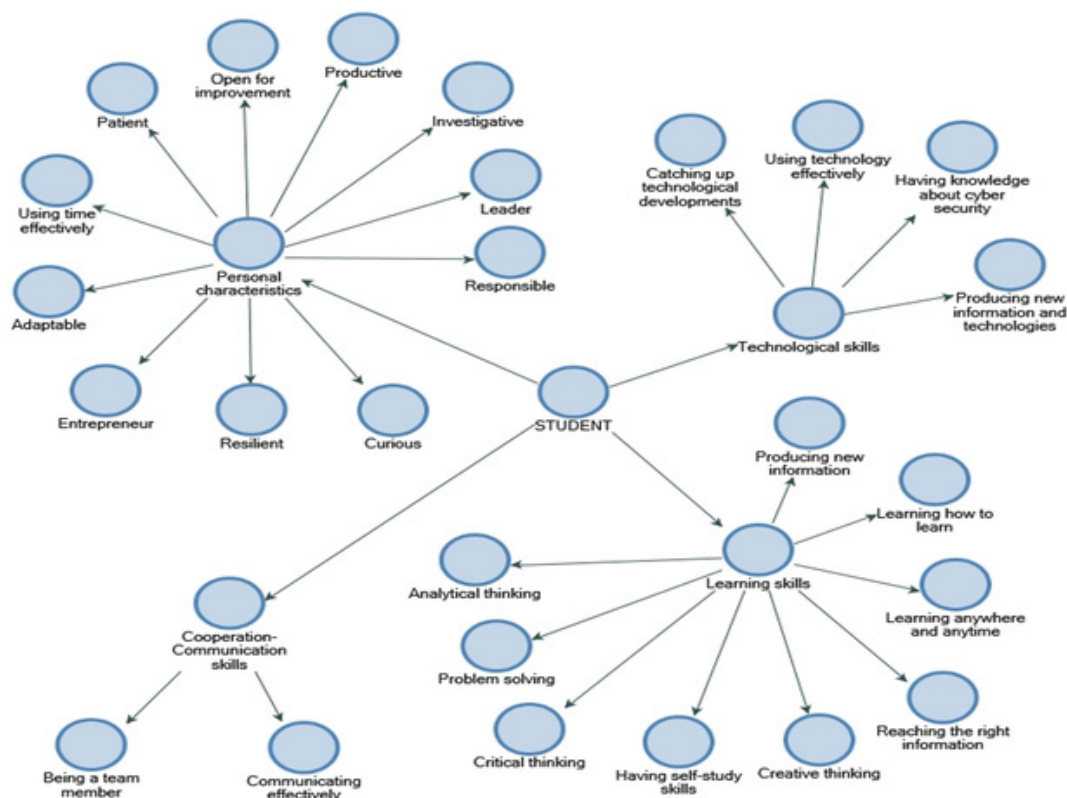 Productive
Open for
improvement
Patient
Investigative
Using time
effectively
Leader
Personal
characteristics
Responsible
Adaptable
Entrepreneur
Resilient
Curious
Catching up
technological
developments
Using technology
effectively
Having knowledge
about cyber
security
Producing new
information and
technologies
Technological skills
STUDENT
Producing new
information
Learning how to
learn
Learning skills
Analytical thinking
Learning anywhere
and anytime
Problem solving
Reaching the right
information
Critical thinking
Having self-study
skills
Creative thinking
Cooperation-
Communication
skills
Being a team
member
Communicating
effectively